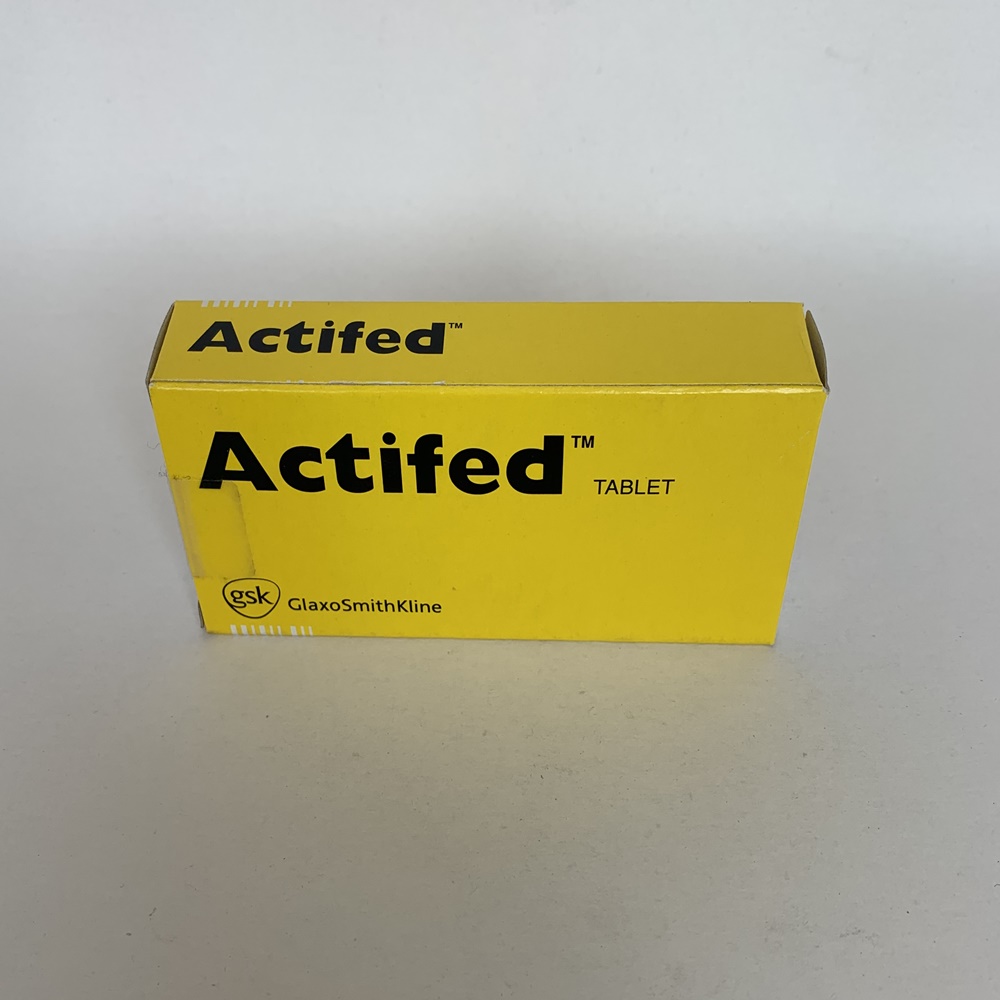 Actifed™
Actifed™ TABLET
gsk GlaxoSmithKline